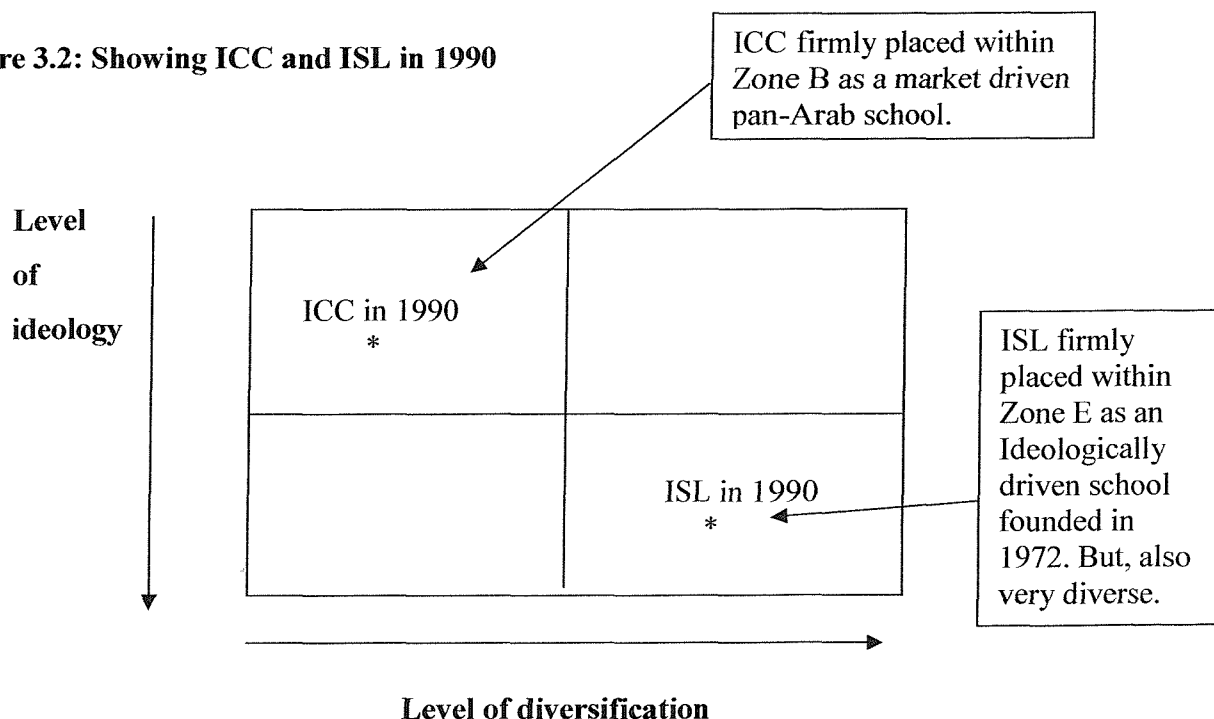 re 3.2: Showing ICC and ISL in 1990
ICC firmly placed within
Zone B as a market driven
pan-Arab school.
Level
of
ideology
ICC in 1990
*
ISL in 1990
*
ISL firmly
placed within
Zone E as an
Ideologically
driven school
founded in
1972. But, also
very diverse.
Level of diversification